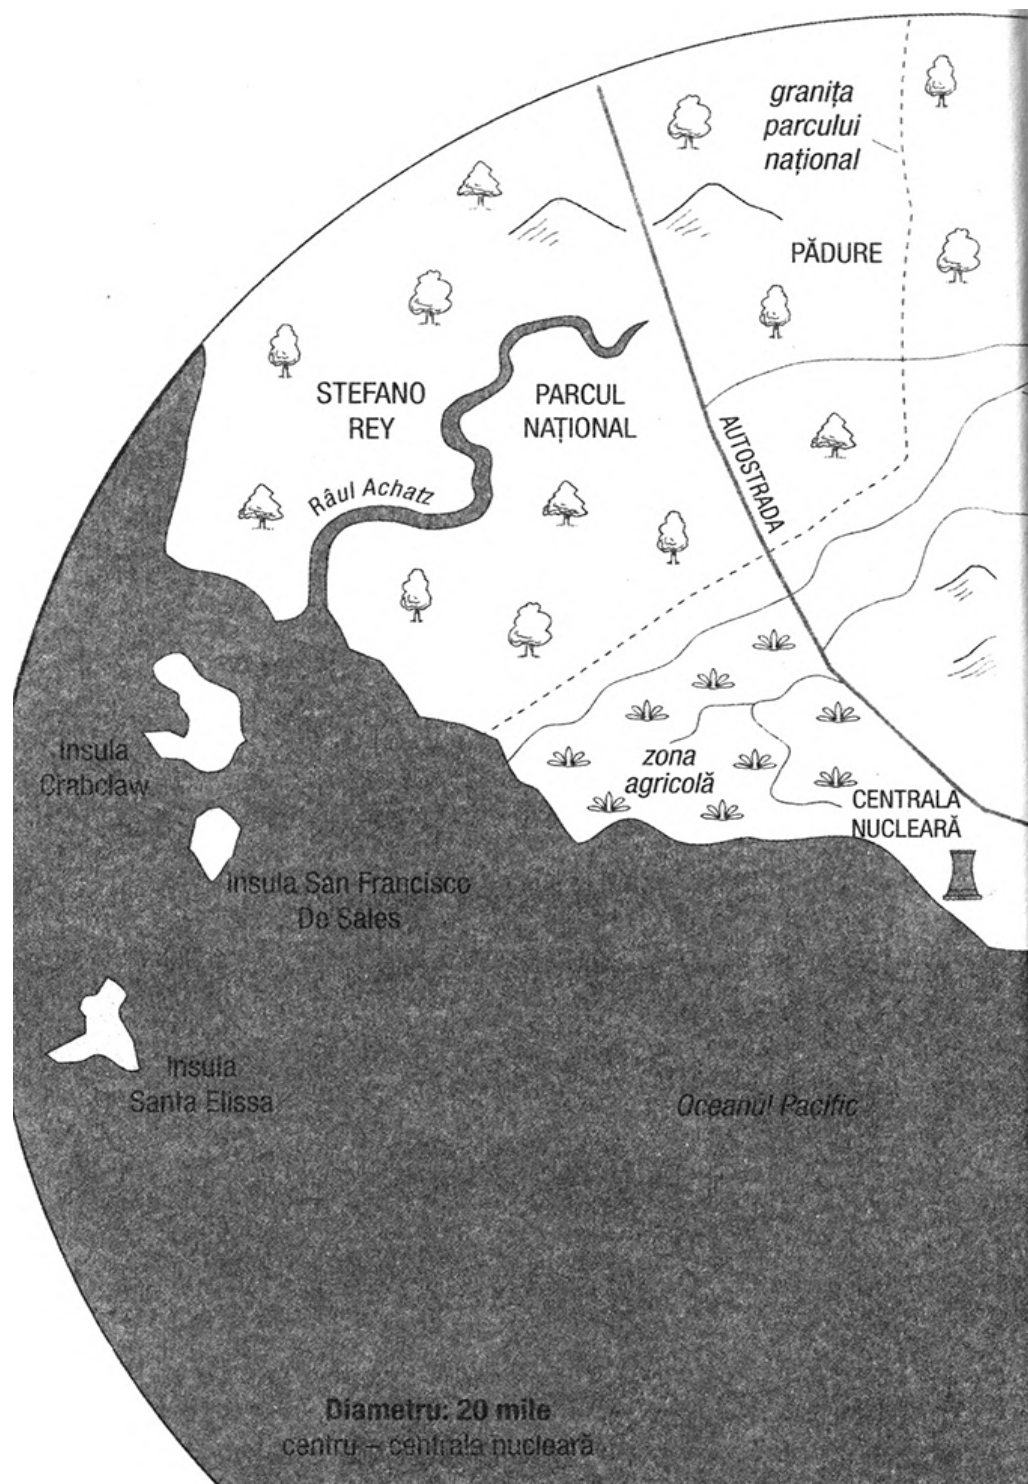 granița
parcului
național
PĂDURE
STEFANO
REY
PARCUL
NAȚIONAL
Râul Achatz
AUTOSTRADA
Insula
Crabclaw
zona
agricolă
CENTRALA
NUCLEARĂ
Insula San Francisco
De Sales
Insula
Santa Elissa
Oceanul Pacific
Diametru: 20 mile
centru – centrala nucleară